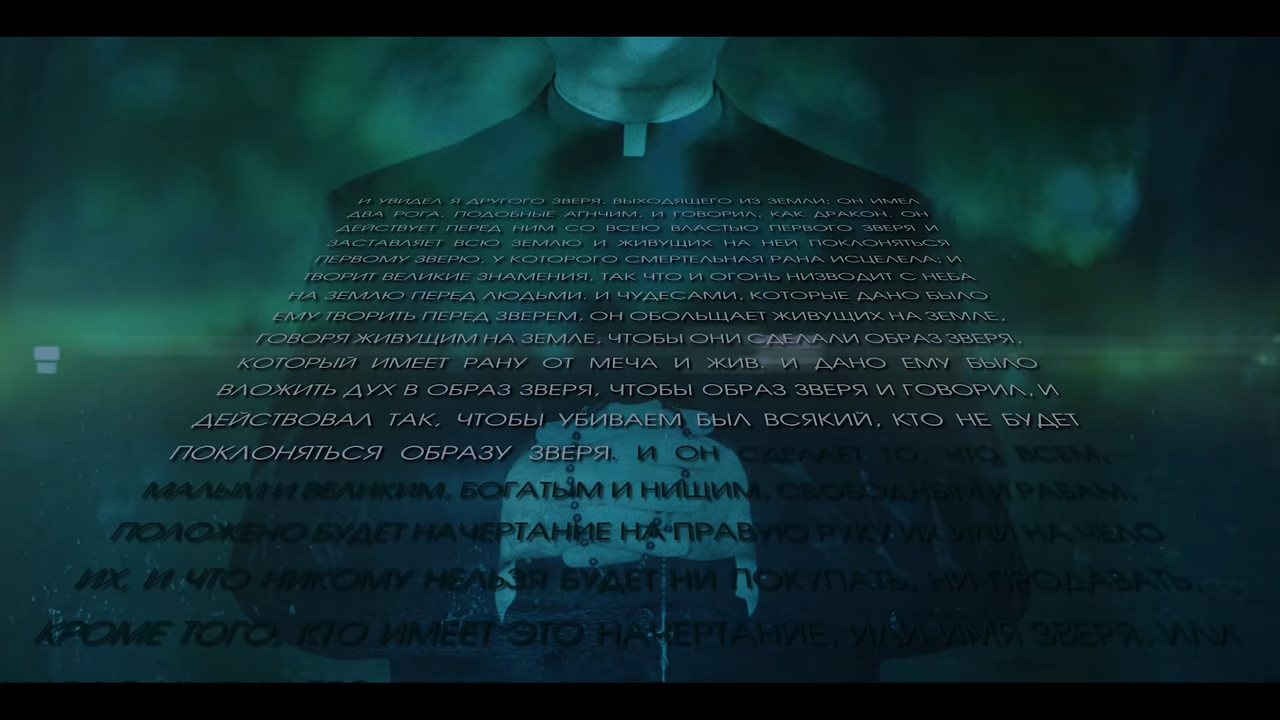 И УВИДЕЛ Я ДРУГОГО ЗВЕРЯ, ВЫХОДЯЩЕГО ИЗ ЗЕМЛИ; ОН ИМЕЛ
ДВА РОГА, ПОДОБНЫЕ АГНЧИМ, И ГОВОРИЛ, КАК ДРАКОН. ОН
ДЕЙСТВУЕТ ПЕРЕД НИМ СО ВСЕЮ ВЛАСТЬЮ ПЕРВОГО ЗВЕРЯ И
ЗАСТАВЛЯЕТ ВСЮ ЗЕМЛЮ И ЖИВУЩИХ НА НЕЙ ПОКЛОНЯТЬСЯ
ПЕРВОМУ ЗВЕРЮ, У КОТОРОГО СМЕРТЕЛЬНАЯ РАНА ИСЦЕЛЕЛА; И
ТВОРИТ ВЕЛИКИЕ ЗНАМЕНИЯ, ТАК ЧТО И ОГОНЬ НИЗВОДИТ С НЕБА
НА ЗЕМЛЮ ПЕРЕД ЛЮДЬМИ. И ЧУДЕСАМИ, КОТОРЫЕ ДАНО БЫЛО
ЕМУ ТВОРИТЬ ПЕРЕД ЗВЕРЕМ, ОН ОБОЛЬЩАЕТ ЖИВУЩИХ НА ЗЕМЛЕ,
ГОВОРЯ ЖИВУЩИМ НА ЗЕМЛЕ, ЧТОБЫ ОНИ СДЕЛАЛИ ОБРАЗ ЗВЕРЯ,
КОТОРЫЙ ИМЕЕТ РАНУ ОТ МЕЧА И ЖИВ. И ДАНО ЕМУ БЫЛО
ВЛОЖИТЬ ДУХ В ОБРАЗ ЗВЕРЯ, ЧТОБЫ ОБРАЗ ЗВЕРЯ И ГОВОРИЛ, И
ДЕЙСТВОВАЛ ТАК, ЧТОБЫ УБИВАЕМ БЫЛ ВСЯКИЙ, КТО НЕ БУДЕТ
ПОКЛОНЯТЬСЯ ОБРАЗУ ЗВЕРЯ. И ОН СДЕЛАЕТ ТО, ЧТО ВСЕМ,
МАЛЫМ И ВЕЛИКИМ, БОГАТЫМ И НИЩИМ, СВОБОДНЫМ И РАБАМ,
ПОЛОЖЕНО БУДЕТ НАЧЕРТАНИЕ НА ПРАВУЮ РУКУ ИХ ИЛИ НА ЧЕЛО
ИХ, И ЧТО НИКОМУ НЕЛЬЗЯ БУДЕТ НИ ПОКУПАТЬ, НИ ПРОДАВАТЬ,
КРОМЕ ТОГО, КТО ИМЕЕТ ЭТО НАЧЕРТАНИЕ, ИЛИ ИМЯ ЗВЕРЯ, ИЛИ